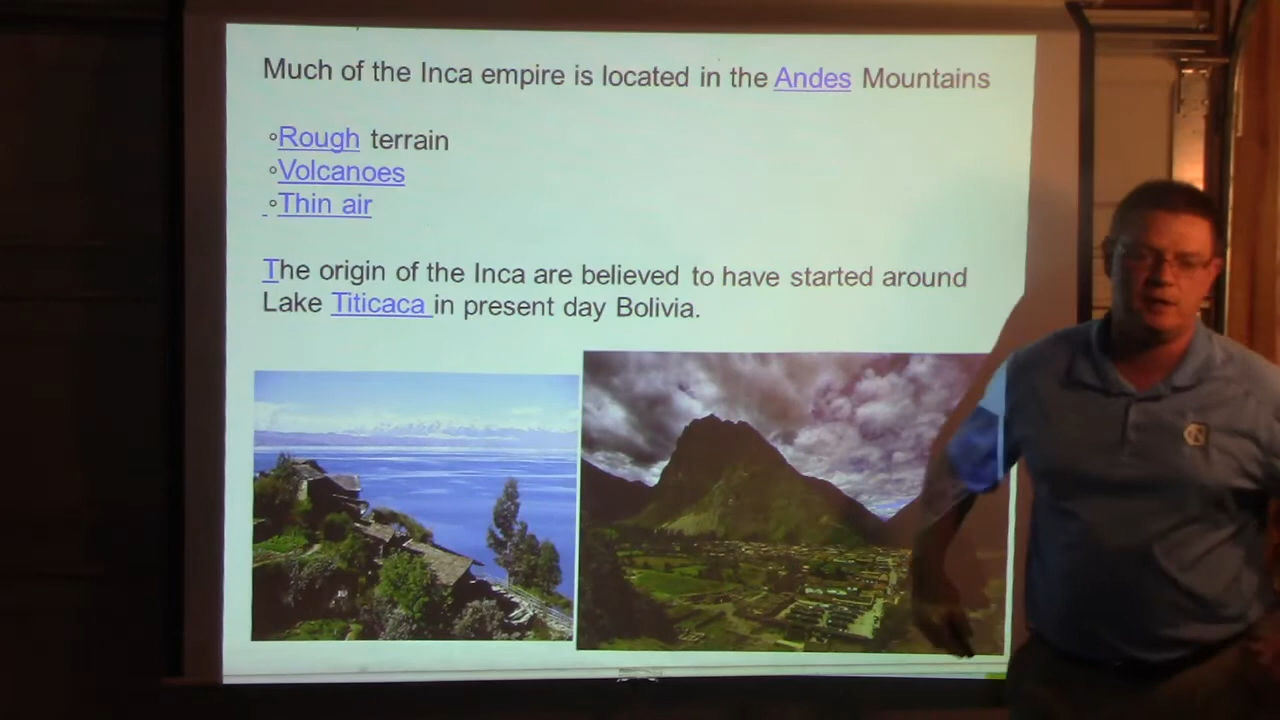 Much of the Inca empire is located in the Andes Mountains
◦Rough terrain
◦Volcanoes
◦Thin air
The origin of the Inca are believed to have started around
Lake Titicaca in present day Bolivia.